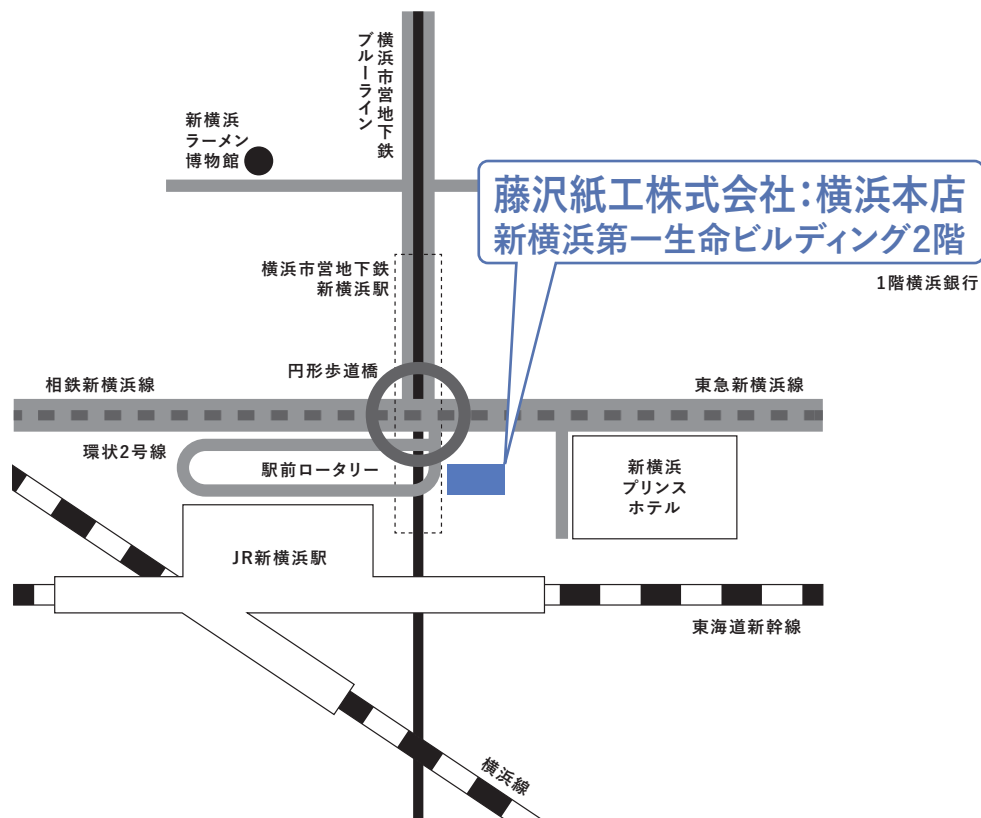 横浜市営地下鉄
ブルーライン
新横浜
ラーメン
博物館
藤沢紙工株式会社:横浜本店
新横浜第一生命ビルディング2階
横浜市営地下鉄
新横浜駅
1階横浜銀行
円形歩道橋
相鉄新横浜線
東急新横浜線
環状2号線
駅前ロータリー
新横浜
プリンス
ホテル
JR新横浜駅
東海道新幹線
横浜線